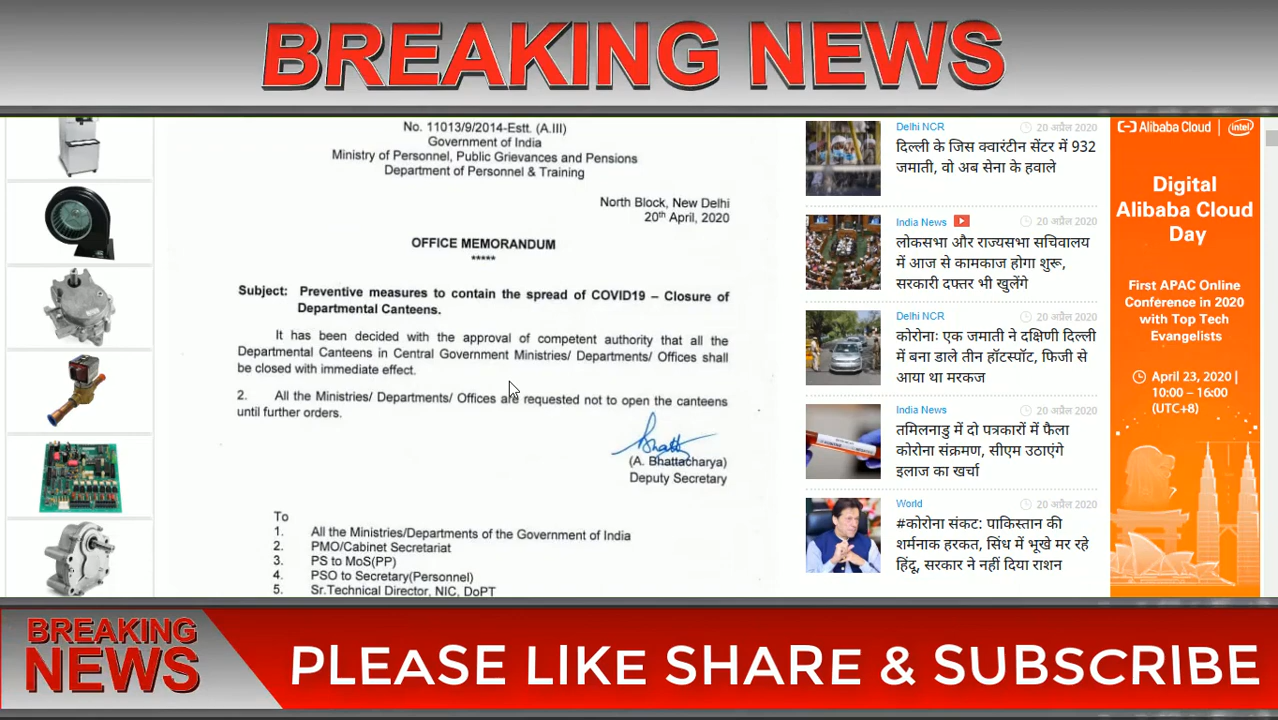 BREAKING NEWS
No. 11013/9/2014-Estt. (A.III)
Government of India
Ministry of Personnel, Public Grievances and Pensions
Department of Personnel & Training
North Block, New Delhi
20th April, 2020
OFFICE MEMORANDUM
*****
Subject: Preventive measures to contain the spread of COVID19 – Closure of
Departmental Canteens.
It has been decided with the approval of competent authority that all the
Departmental Canteens in Central Government Ministries/ Departments/ Offices shall
be closed with immediate effect.
2. All the Ministries/ Departments/ Offices are requested not to open the canteens
until further orders.
(A. Bhattacharya)
Deputy Secretary
To
1. All the Ministries/Departments of the Government of India
2. PMO/Cabinet Secretariat
3. PS to MoS(PP)
4. PSO to Secretary(Personnel)
5. Sr.Technical Director, NIC, DoPT
Delhi NCR 20 अप्रैल 2020
दिल्ली के जिस क्वारंटीन सेंटर में 932
जमाती, वो अब सेना के हवाले
India News 20 अप्रैल 2020
लोकसभा और राज्यसभा सचिवालय
में आज से कामकाज होगा शुरू,
सरकारी दफ्तर भी खुलेंगे
Delhi NCR 20 अप्रैल 2020
कोरोनाः एक जमाती ने दक्षिणी दिल्ली
में बना डाले तीन हॉटस्पॉट, फिजी से
आया था मरकज
India News 20 अप्रैल 2020
तमिलनाडु में दो पत्रकारों में फैला
कोरोना संक्रमण, सीएम उठाएंगे
इलाज का खर्चा
World 20 अप्रैल 2020
#कोरोना संकट: पाकिस्तान की
शर्मनाक हरकत, सिंध में भूखे मर रहे
हिंदू, सरकार ने नहीं दिया राशन
Alibaba Cloud | intel
Digital
Alibaba Cloud
Day
First APAC Online
Conference in 2020
with Top Tech
Evangelists
April 23, 2020 |
10:00 – 16:00
(UTC+8)
BREAKING
NEWS
PLEASE LIKE SHARE & SUBSCRIBE